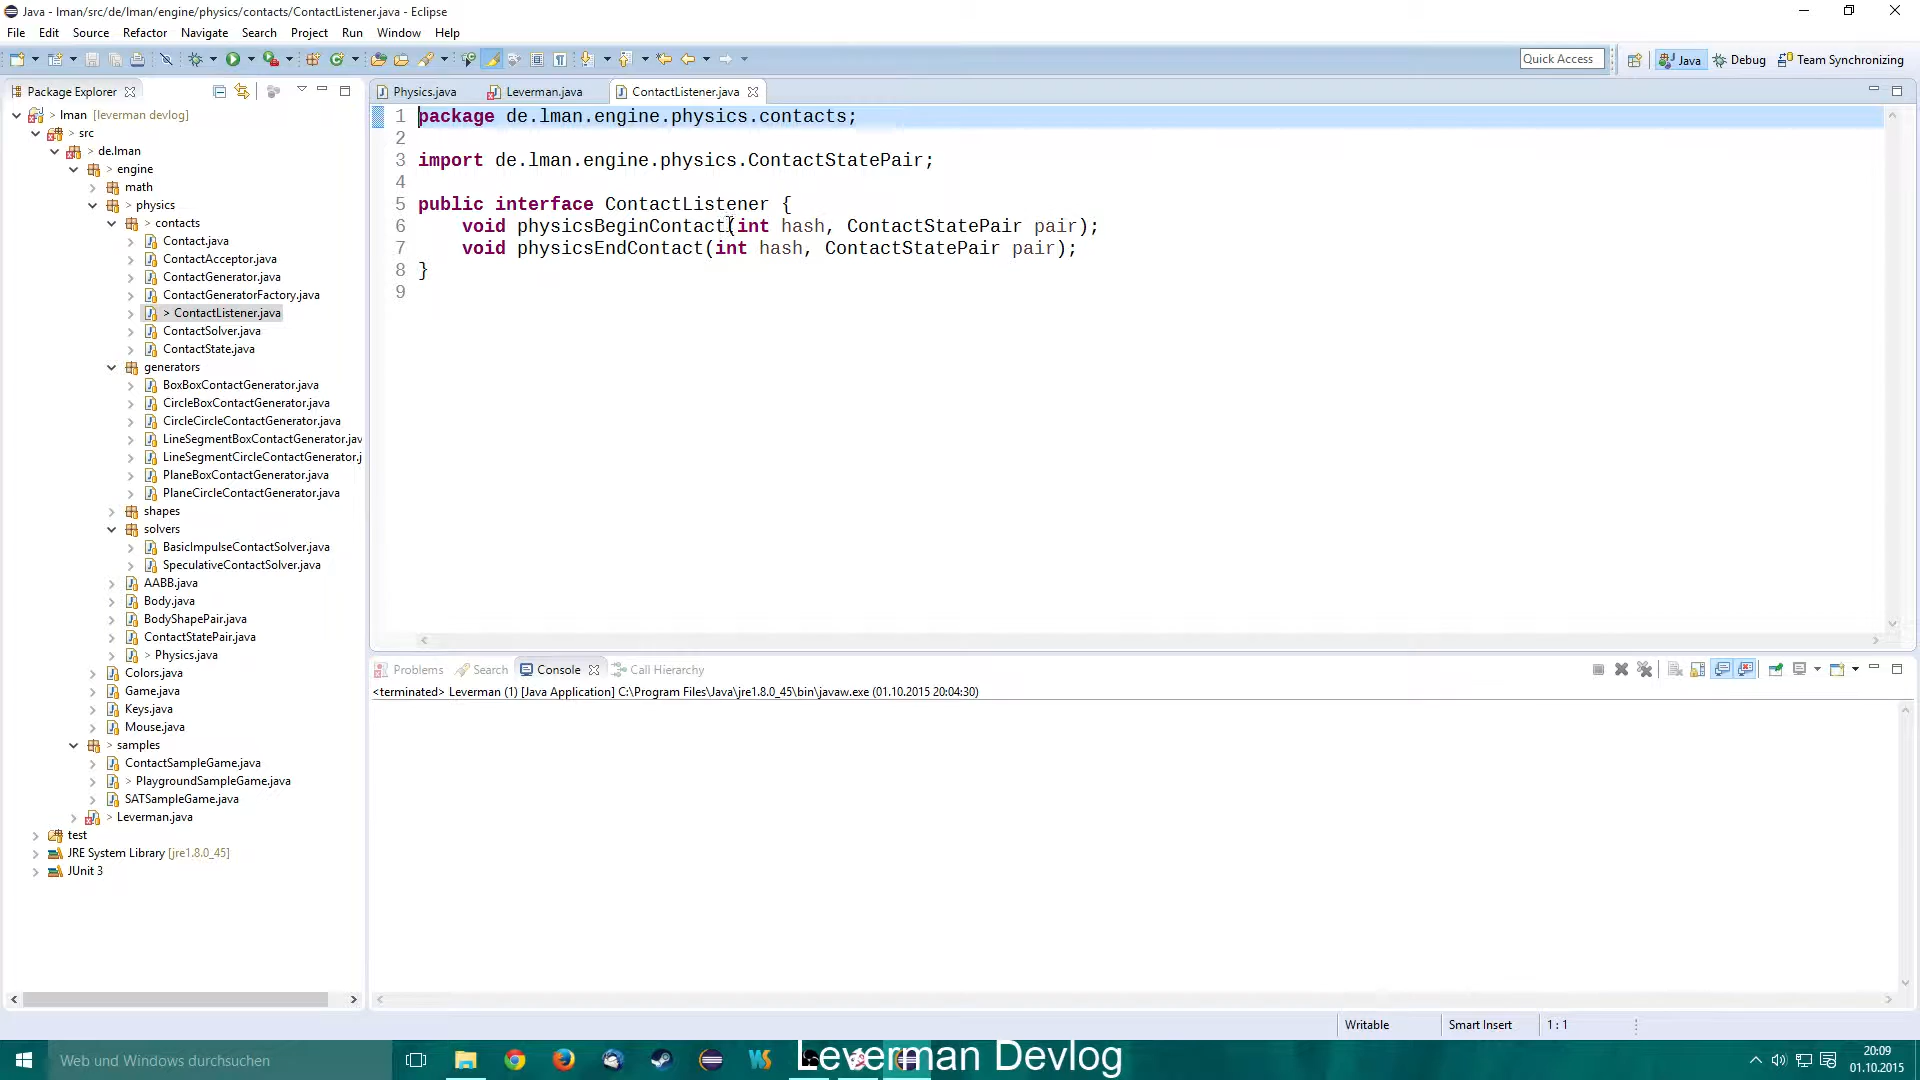 Java - lman/src/de/lman/engine/physics/contacts/ContactListener.java - Eclipse
File Edit Source Refactor Navigate Search Project Run Window Help
Quick Access Java Debug Team Synchronizing
Package Explorer
> lman [leverman devlog]
> src
> de.lman
> engine
math
> physics
> contacts
Contact.java
ContactAcceptor.java
ContactGenerator.java
ContactGeneratorFactory.java
> ContactListener.java
ContactSolver.java
ContactState.java
generators
BoxBoxContactGenerator.java
CircleBoxContactGenerator.java
CircleCircleContactGenerator.java
LineSegmentBoxContactGenerator.jav
LineSegmentCircleContactGenerator.j
PlaneBoxContactGenerator.java
PlaneCircleContactGenerator.java
shapes
solvers
BasicImpulseContactSolver.java
SpeculativeContactSolver.java
AABB.java
Body.java
BodyShapePair.java
ContactStatePair.java
> Physics.java
Colors.java
Game.java
Keys.java
Mouse.java
> samples
ContactSampleGame.java
> PlaygroundSampleGame.java
SATSampleGame.java
> Leverman.java
test
JRE System Library [jre1.8.0_45]
JUnit 3
Physics.java Leverman.java ContactListener.java
1 package de.lman.engine.physics.contacts;
2
3 import de.lman.engine.physics.ContactStatePair;
4
5 public interface ContactListener {
6 void physicsBeginContact(int hash, ContactStatePair pair);
7 void physicsEndContact(int hash, ContactStatePair pair);
8 }
9
Problems Search Console Call Hierarchy
<terminated> Leverman (1) [Java Application] C:\Program Files\Java\jre1.8.0_45\bin\javaw.exe (01.10.2015 20:04:30)
Writable Smart Insert 1 : 1
Web und Windows durchsuchen
Leverman Devlog
20:09
01.10.2015